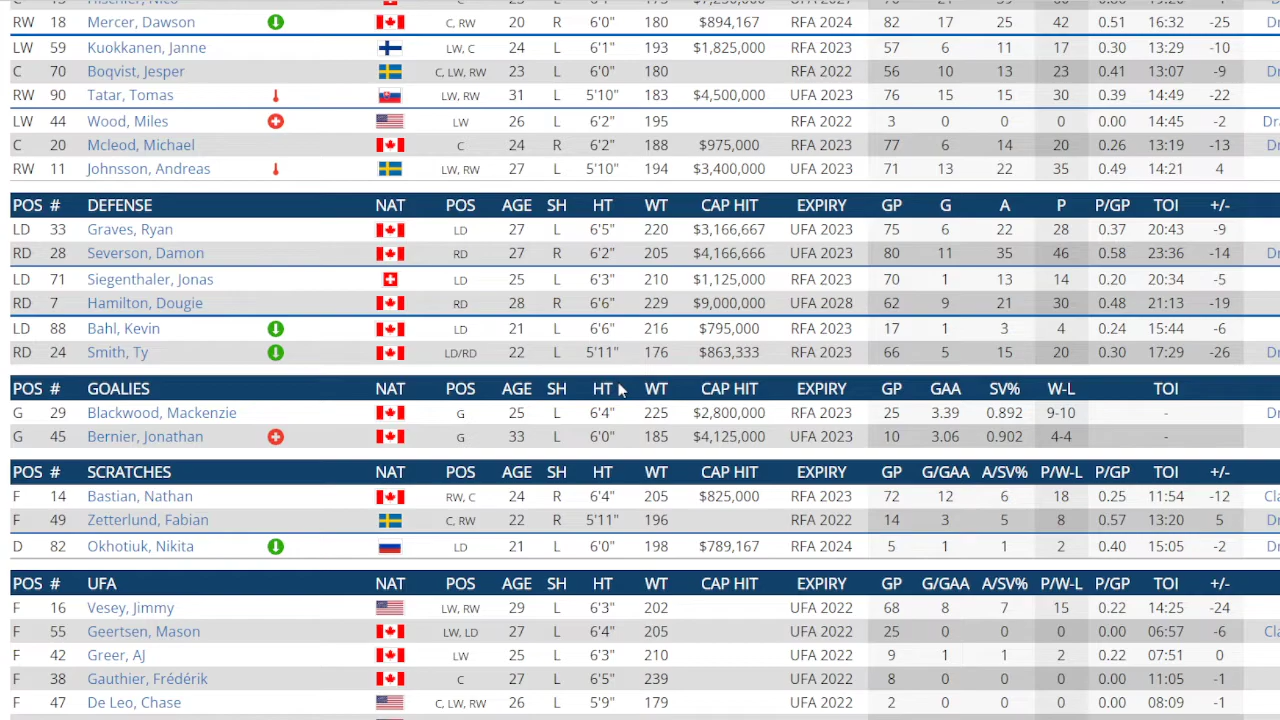 RW 18 Mercer, Dawson C, RW 20 R 6'0" 180 $894,167 RFA 2024 82 17 25 42 0.51 16:32 -25
LW 59 Kuokkanen, Janne LW, C 24 L 6'1" 193 $1,825,000 RFA 2023 57 6 11 17 0.30 13:29 -10
C 70 Boqvist, Jesper C, LW, RW 23 L 6'0" 180 RFA 2022 56 10 13 23 0.41 13:07 -9
RW 90 Tatar, Tomas LW, RW 31 L 5'10" 183 $4,500,000 UFA 2023 76 15 15 30 0.39 14:49 -22
LW 44 Wood, Miles LW 26 L 6'2" 195 RFA 2022 3 0 0 0 0.00 14:45 -2
C 20 Mcleod, Michael C 24 R 6'2" 188 $975,000 RFA 2023 77 6 14 20 0.26 13:19 -13
RW 11 Johnsson, Andreas LW, RW 27 L 5'10" 194 $3,400,000 UFA 2023 71 13 22 35 0.49 14:21 4
POS # DEFENSE NAT POS AGE SH HT WT CAP HIT EXPIRY GP G A P P/GP TOI +/-
LD 33 Graves, Ryan LD 27 L 6'5" 220 $3,166,667 UFA 2023 75 6 22 28 0.37 20:43 -9
RD 28 Severson, Damon RD 27 R 6'2" 205 $4,166,666 UFA 2023 80 11 35 46 0.58 23:36 -14
LD 71 Siegenthaler, Jonas LD 25 L 6'3" 210 $1,125,000 RFA 2023 70 1 13 14 0.20 20:34 -5
RD 7 Hamilton, Dougie RD 28 R 6'6" 229 $9,000,000 UFA 2028 62 9 21 30 0.48 21:13 -19
LD 88 Bahl, Kevin LD 21 L 6'6" 216 $795,000 RFA 2023 17 1 3 4 0.24 15:44 -6
RD 24 Smith, Ty LD/RD 22 L 5'11" 176 $863,333 RFA 2023 66 5 15 20 0.30 17:29 -26
POS # GOALIES NAT POS AGE SH HT WT CAP HIT EXPIRY GP GAA SV% W-L TOI
G 29 Blackwood, Mackenzie G 25 L 6'4" 225 $2,800,000 RFA 2023 25 3.39 0.892 9-10 -
G 45 Bernier, Jonathan G 33 L 6'0" 185 $4,125,000 UFA 2023 10 3.06 0.902 4-4 -
POS # SCRATCHES NAT POS AGE SH HT WT CAP HIT EXPIRY GP G/GAA A/SV% P/W-L P/GP TOI +/-
F 14 Bastian, Nathan RW, C 24 R 6'4" 205 $825,000 RFA 2023 72 12 6 18 0.25 11:54 -12
F 49 Zetterlund, Fabian C, RW 22 R 5'11" 196 RFA 2022 14 3 5 8 0.57 13:20 5
D 82 Okhotiuk, Nikita LD 21 L 6'0" 198 $789,167 RFA 2024 5 1 1 2 0.40 15:05 -2
POS # UFA NAT POS AGE SH HT WT CAP HIT EXPIRY GP G/GAA A/SV% P/W-L P/GP TOI +/-
F 16 Vesey, Jimmy LW, RW 29 L 6'3" 202 UFA 2022 68 8 7 15 0.22 14:25 -24
F 55 Geertsen, Mason LW, LD 27 L 6'4" 205 UFA 2022 25 0 0 0 0.00 06:57 -6
F 42 Greer, AJ LW 25 L 6'3" 210 UFA 2022 9 1 1 2 0.22 07:51 0
F 38 Gauthier, Frédérik C 27 L 6'5" 239 UFA 2022 8 0 0 0 0.00 11:05 -1
F 47 De Leo, Chase C, LW, RW 26 L 5'9" 179 UFA 2022 2 0 0 0 0.00 08:09 -1